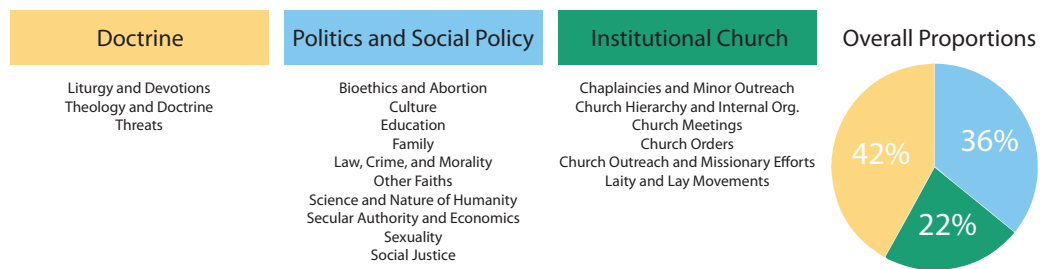 Doctrine
Liturgy and Devotions
Theology and Doctrine
Threats
Politics and Social Policy
Bioethics and Abortion
Culture
Education
Family
Law, Crime, and Morality
Other Faiths
Science and Nature of Humanity
Secular Authority and Economics
Sexuality
Social Justice
Institutional Church
Chaplaincies and Minor Outreach
Church Hierarchy and Internal Org.
Church Meetings
Church Orders
Church Outreach and Missionary Efforts
Laity and Lay Movements
Overall Proportions
42%
36%
22%